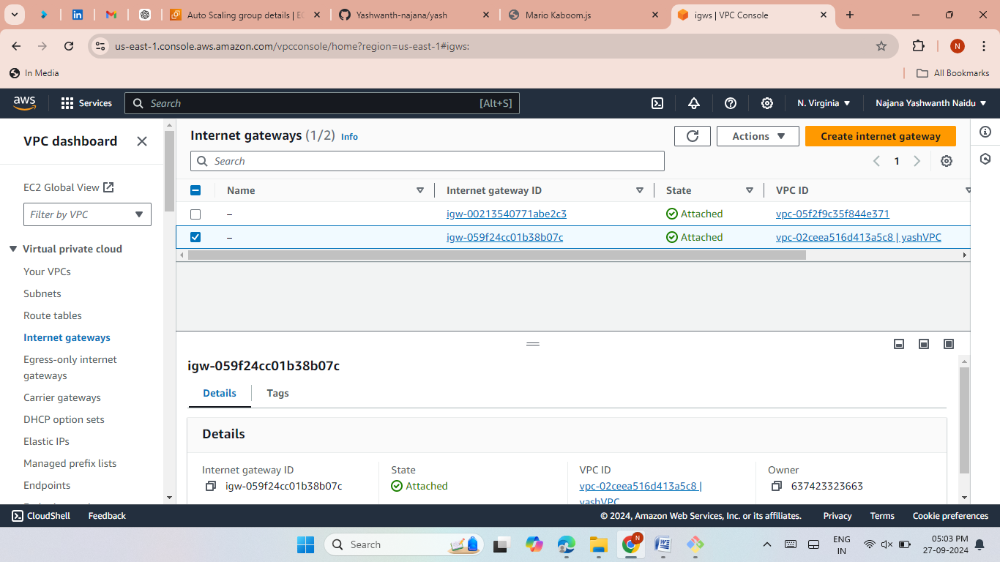 Auto Scaling group details | EC
Yashwanth-najana/yash
Mario Kaboom.js
igws | VPC Console
us-east-1.console.aws.amazon.com/vpcconsole/home?region=us-east-1#igws:
N
In Media
All Bookmarks
aws
Services
Search
[Alt+S]
N. Virginia
Najana Yashwanth Naidu
VPC dashboard
EC2 Global View
Filter by VPC
Virtual private cloud
Your VPCs
Subnets
Route tables
Internet gateways
Egress-only internet
gateways
Carrier gateways
DHCP option sets
Elastic IPs
Managed prefix lists
Endpoints
Internet gateways (1/2) Info
Actions
Create internet gateway
Search
1
Name Internet gateway ID State VPC ID
– igw-00213540771abe2c3 Attached vpc-05f2f9c35f844e371
– igw-059f24cc01b38b07c Attached vpc-02ceea516d413a5c8 | yashVPC
igw-059f24cc01b38b07c
Details Tags
Details
Internet gateway ID
igw-059f24cc01b38b07c
State
Attached
VPC ID
vpc-02ceea516d413a5c8 |
yashVPC
Owner
637423323663
CloudShell
Feedback
© 2024, Amazon Web Services, Inc. or its affiliates.
Privacy
Terms
Cookie preferences
Search
N
ENG
IN
05:03 PM
27-09-2024